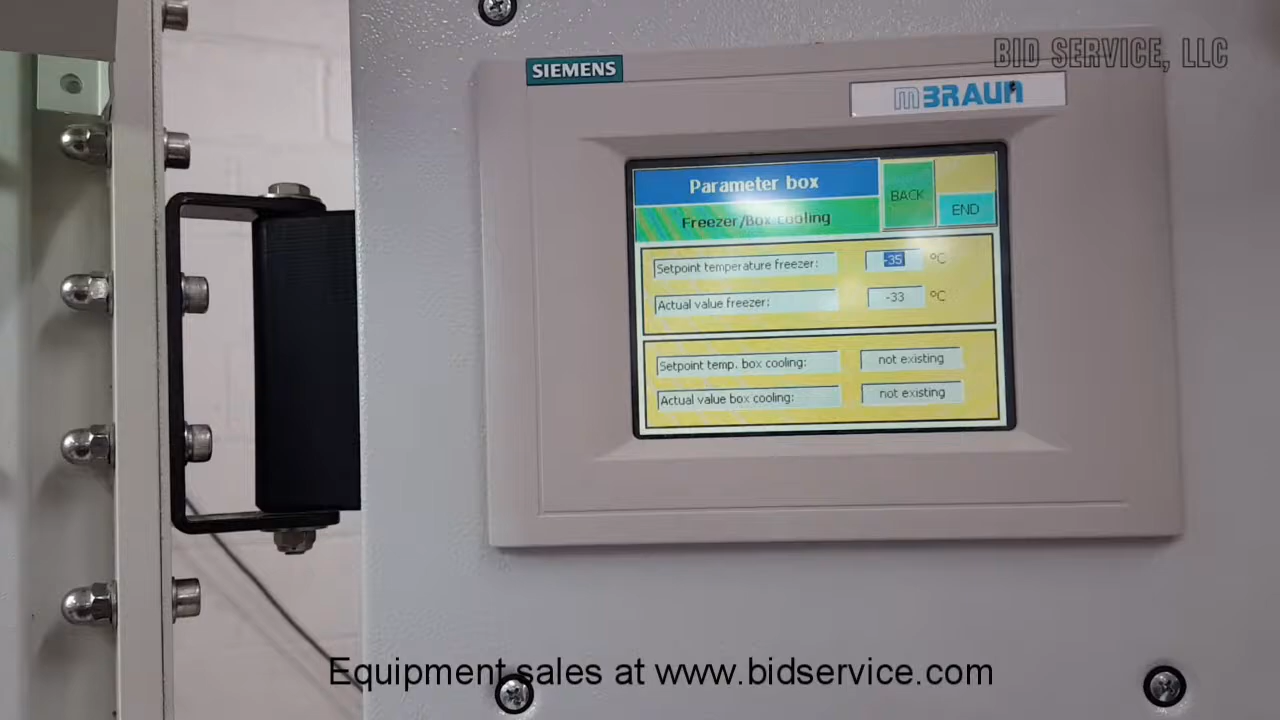 BID SERVICE, LLC
SIEMENS
mBRAUN
Parameter box
BACK
END
Freezer/Box cooling
Setpoint temperature freezer: -35 °C
Actual value freezer: -33 °C
Setpoint temp. box cooling: not existing
Actual value box cooling: not existing
Equipment sales at www.bidservice.com